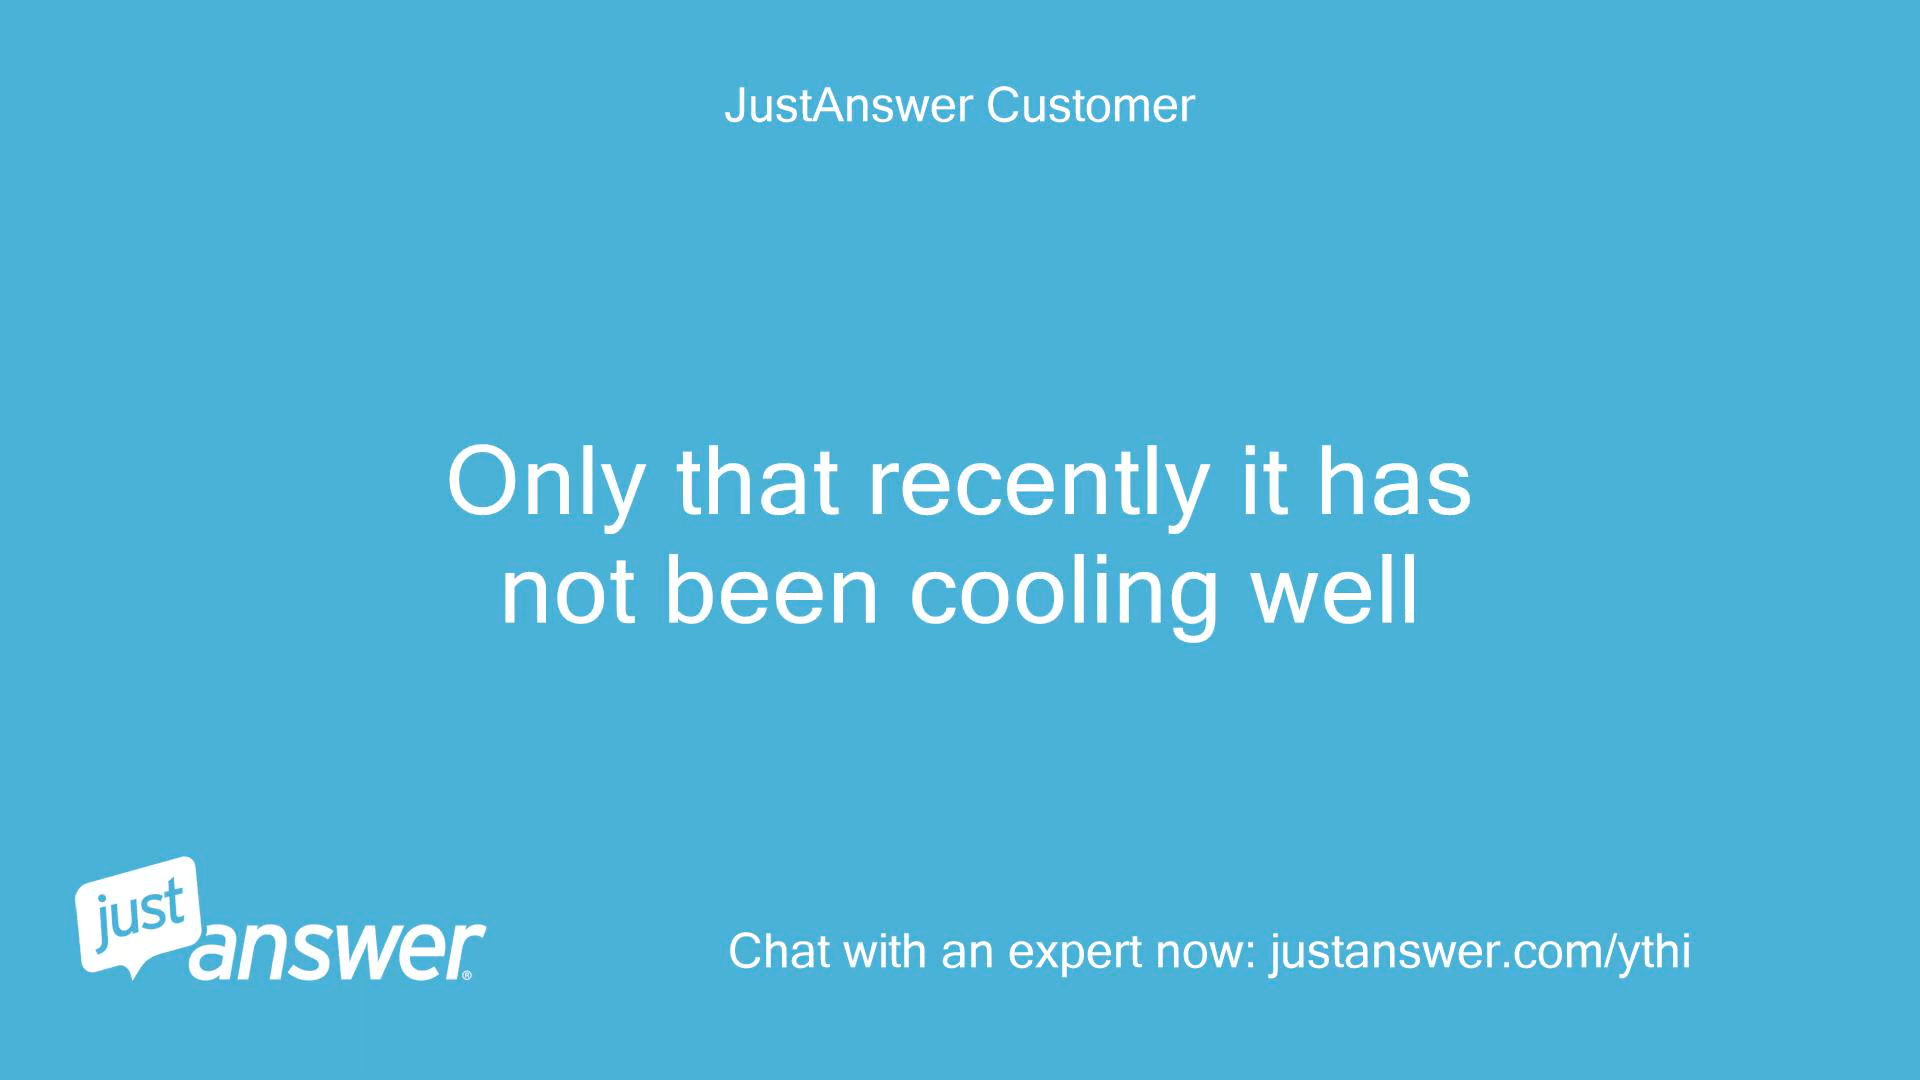 JustAnswer Customer
Only that recently it has
not been cooling well
just
answer®
Chat with an expert now: justanswer.com/ythi